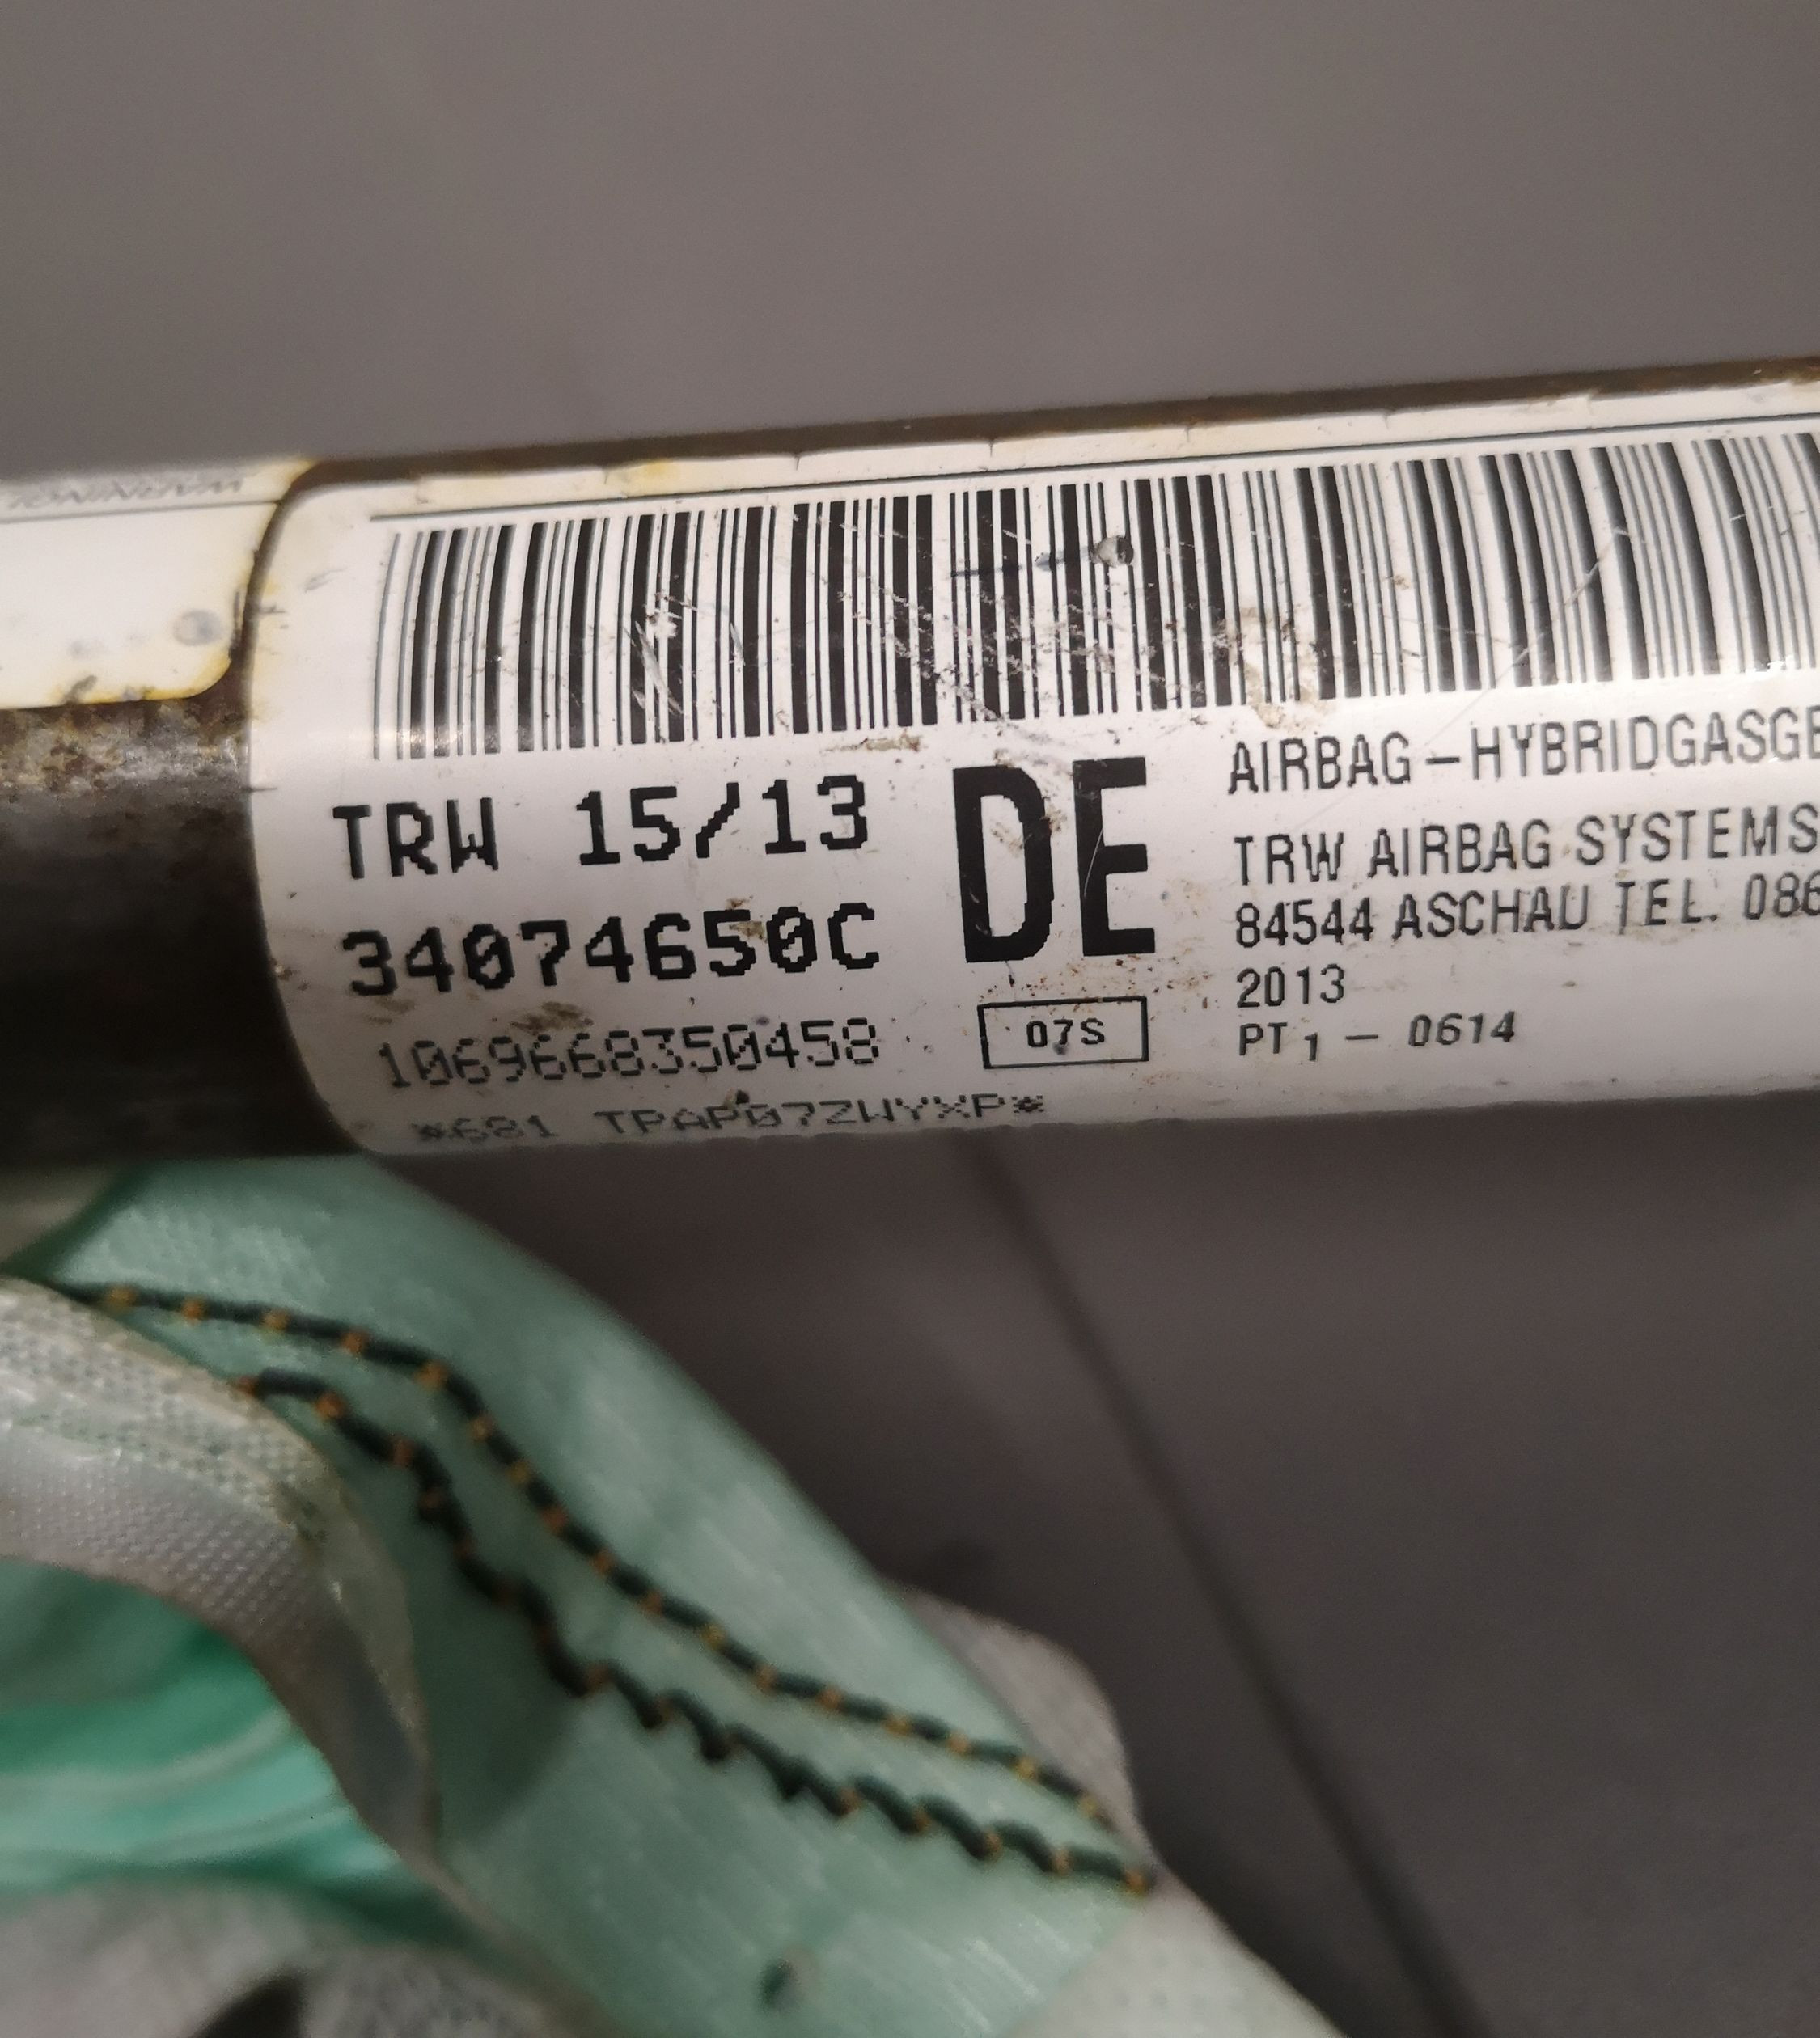 TRW 15/13
34074650C
1069668350458
*681 TPAP07ZWYXP*
DE
07S
AIRBAG-HYBRIDGASGE
TRW AIRBAG SYSTEMS
84544 ASCHAU TEL. 086
2013
PT1 - 0614